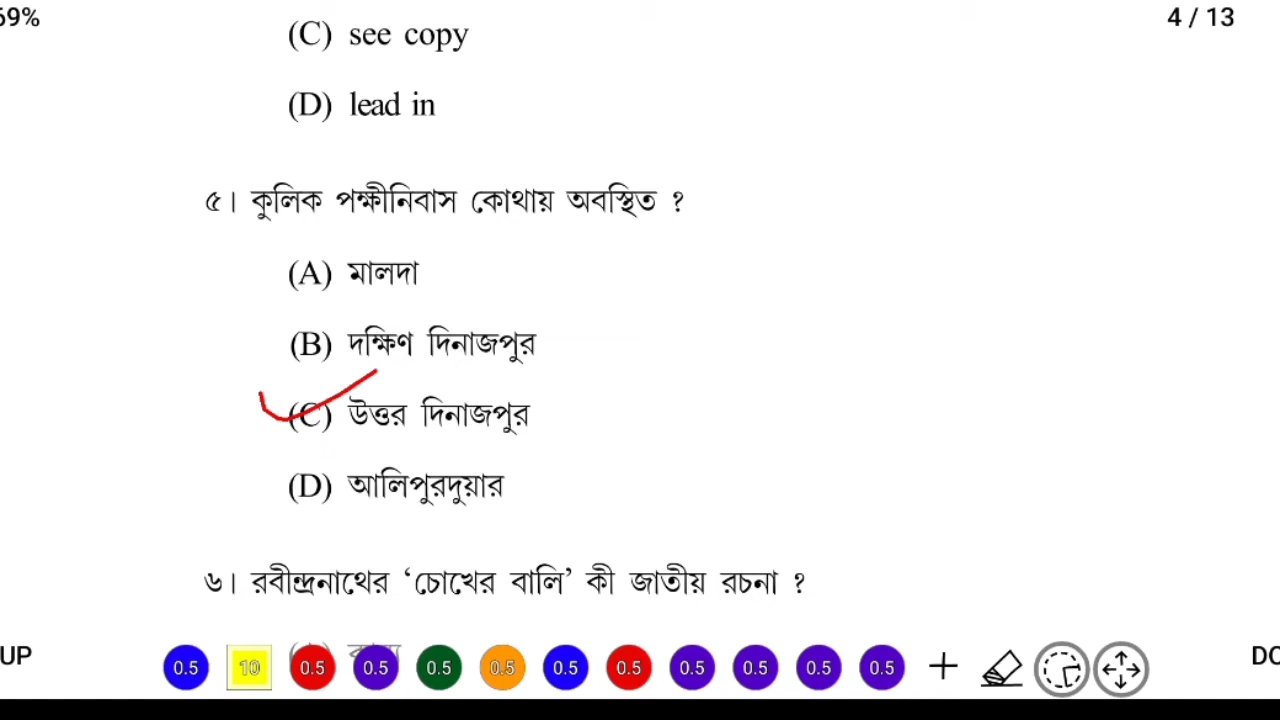 69%
4 / 13
(C) see copy
(D) lead in
৫। কুলিক পক্ষীনিবাস কোথায় অবস্থিত ?
(A) মালদা
(B) দক্ষিণ দিনাজপুর
(C) উত্তর দিনাজপুর
(D) আলিপুরদুয়ার
৬। রবীন্দ্রনাথের ‘চোখের বালি’ কী জাতীয় রচনা ?
UP
0.5 10 0.5 0.5 0.5 0.5 0.5 0.5 0.5 0.5 0.5 0.5